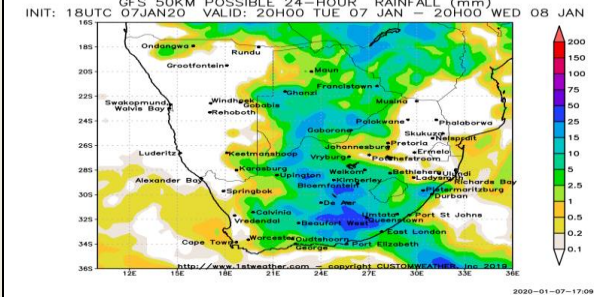 GFS 50KM POSSIBLE 24-HOUR RAINFALL (mm)
INIT: 18UTC 07JAN20 VALID: 20H00 TUE 07 JAN - 20H00 WED 08 JAN
16S
Ondangwa
Rundu
200
18S
Grootfontein
150
20S
Maun
100
Francistown
75
Ghanzi
22S
Musina
Windhoek
Swakopmund
Gobabis
50
Walvis Bay
Rehoboth
25
24S
Polokwane
Phalaborwa
Gaborone
Skukuza
15
Pretoria
Nelspruit
26S
Johannesburg
10
Luderitz
Keetmanshoop
Vryburg
Potchefstroom
Ermelo
5
28S
Karasburg
Upington
Welkom
Bethlehem
Ulundi
Kimberley
Ladysmith
Alexander Bay
Bloemfontein
Richards Bay
2.5
30S
Springbok
Pietermaritzburg
Durban
1
De Aar
Calvinia
Umtata
Port St Johns
0.5
32S
Vredendal
Beaufort West
Queenstown
East London
0.2
34S
Cape Town
Worcester
Oudtshoorn
George
Port Elizabeth
0.1
http://www.1stweather.com - copyright CUSTOMWEATHER, Inc 2019
36S
12E 15E 18E 21E 24E 27E 30E 33E 36E
2020-01-07-17:09